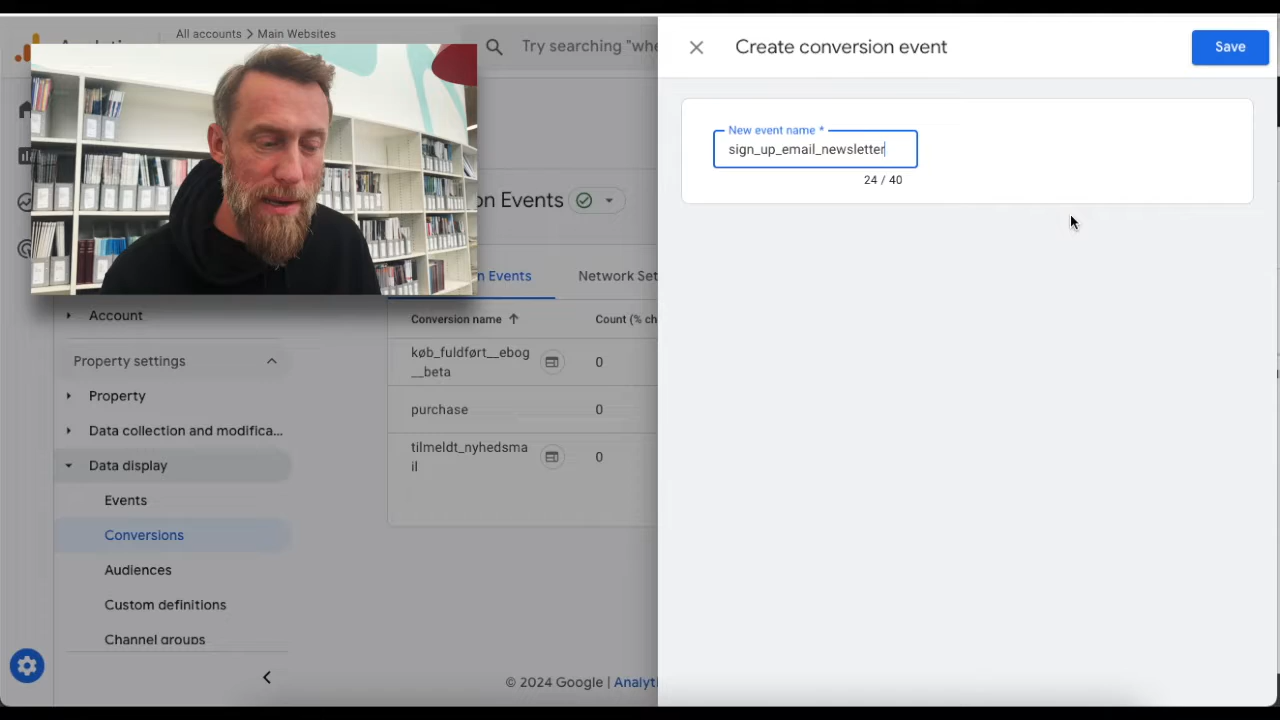 All accounts > Main Websites
Try searching "whe
Create conversion event
Save
New event name *
sign_up_email_newsletter
24 / 40
on Events
n Events
Network Set
Conversion name
Count (% ch
køb_fuldført__ebog
__beta
0
purchase
0
tilmeldt_nyhedsma
il
0
Account
Property settings
Property
Data collection and modifica...
Data display
Events
Conversions
Audiences
Custom definitions
Channel groups
© 2024 Google | Analyti